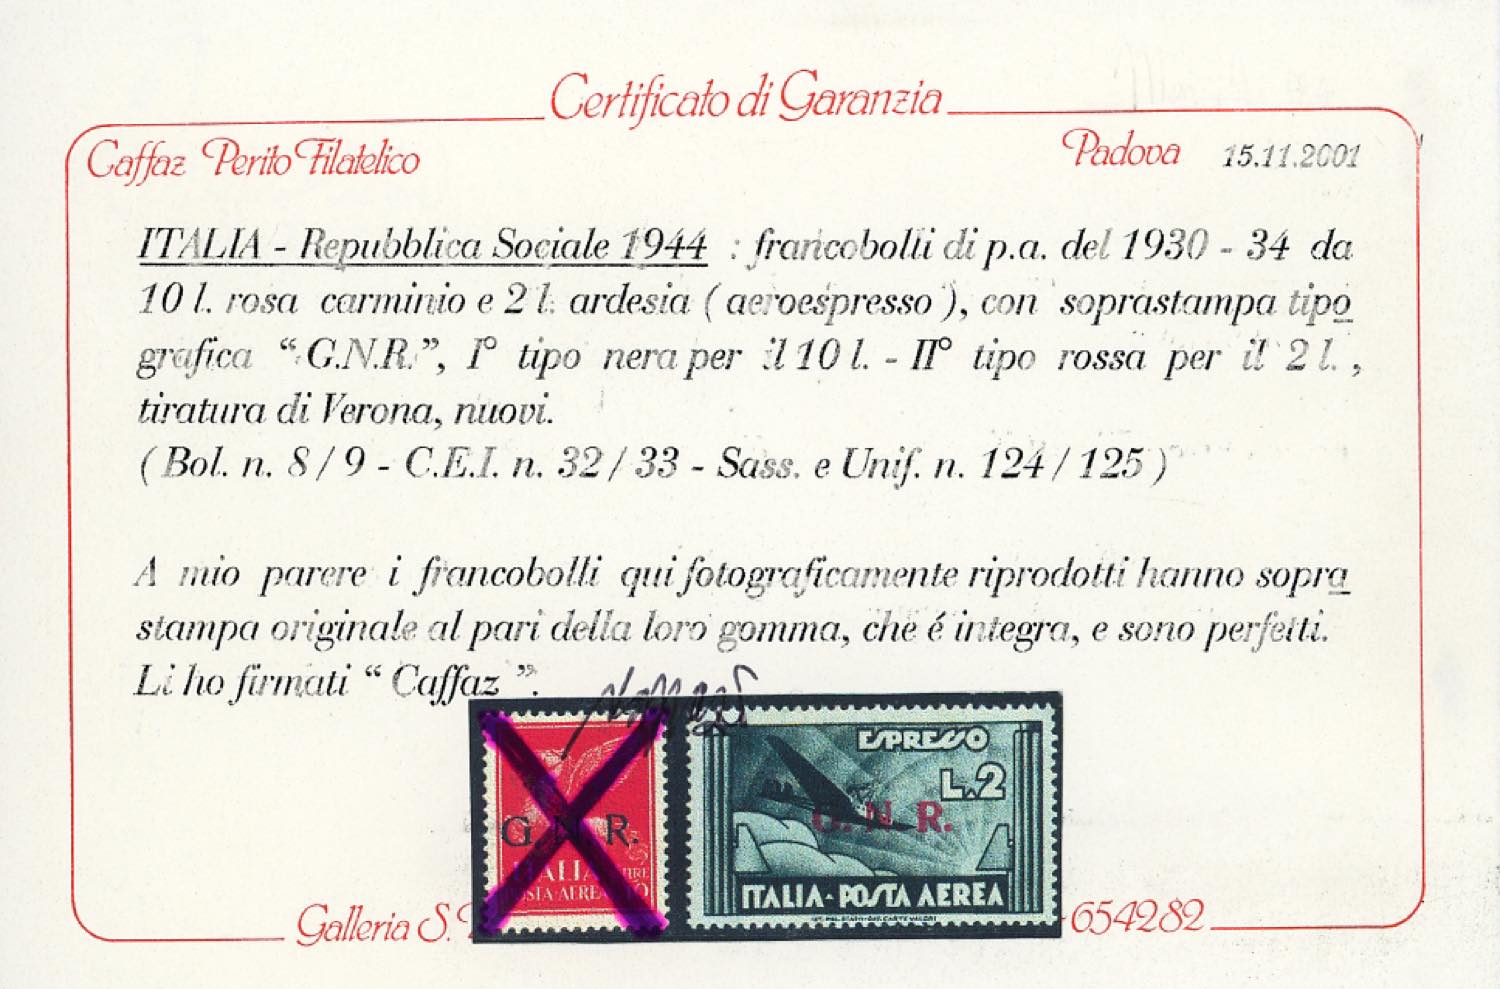 Certificato di Garanzia
Caffaz Perito Filatelico Padova 15.11.2001
ITALIA - Repubblica Sociale 1944 : francobolli di p.a. del 1930 - 34 da
10 l. rosa carminio e 2 l. ardesia ( aeroespresso ), con soprastampa tipo
grafica “ G.N.R.”, I° tipo nera per il 10 l. - II° tipo rossa per il 2 l. ,
tiratura di Verona, nuovi.
( Bol. n. 8 / 9 - C.E.I. n. 32 / 33 - Sass. e Unif. n. 124 / 125 )
A mio parere i francobolli qui fotograficamente riprodotti hanno sopra
stampa originale al pari della loro gomma, che é integra, e sono perfetti.
Li ho firmati “ Caffaz ”.
G. N. R.
ESPRESSO
L.2
G. N. R.
ITALIA-POSTA AEREA
Galleria S. 654282